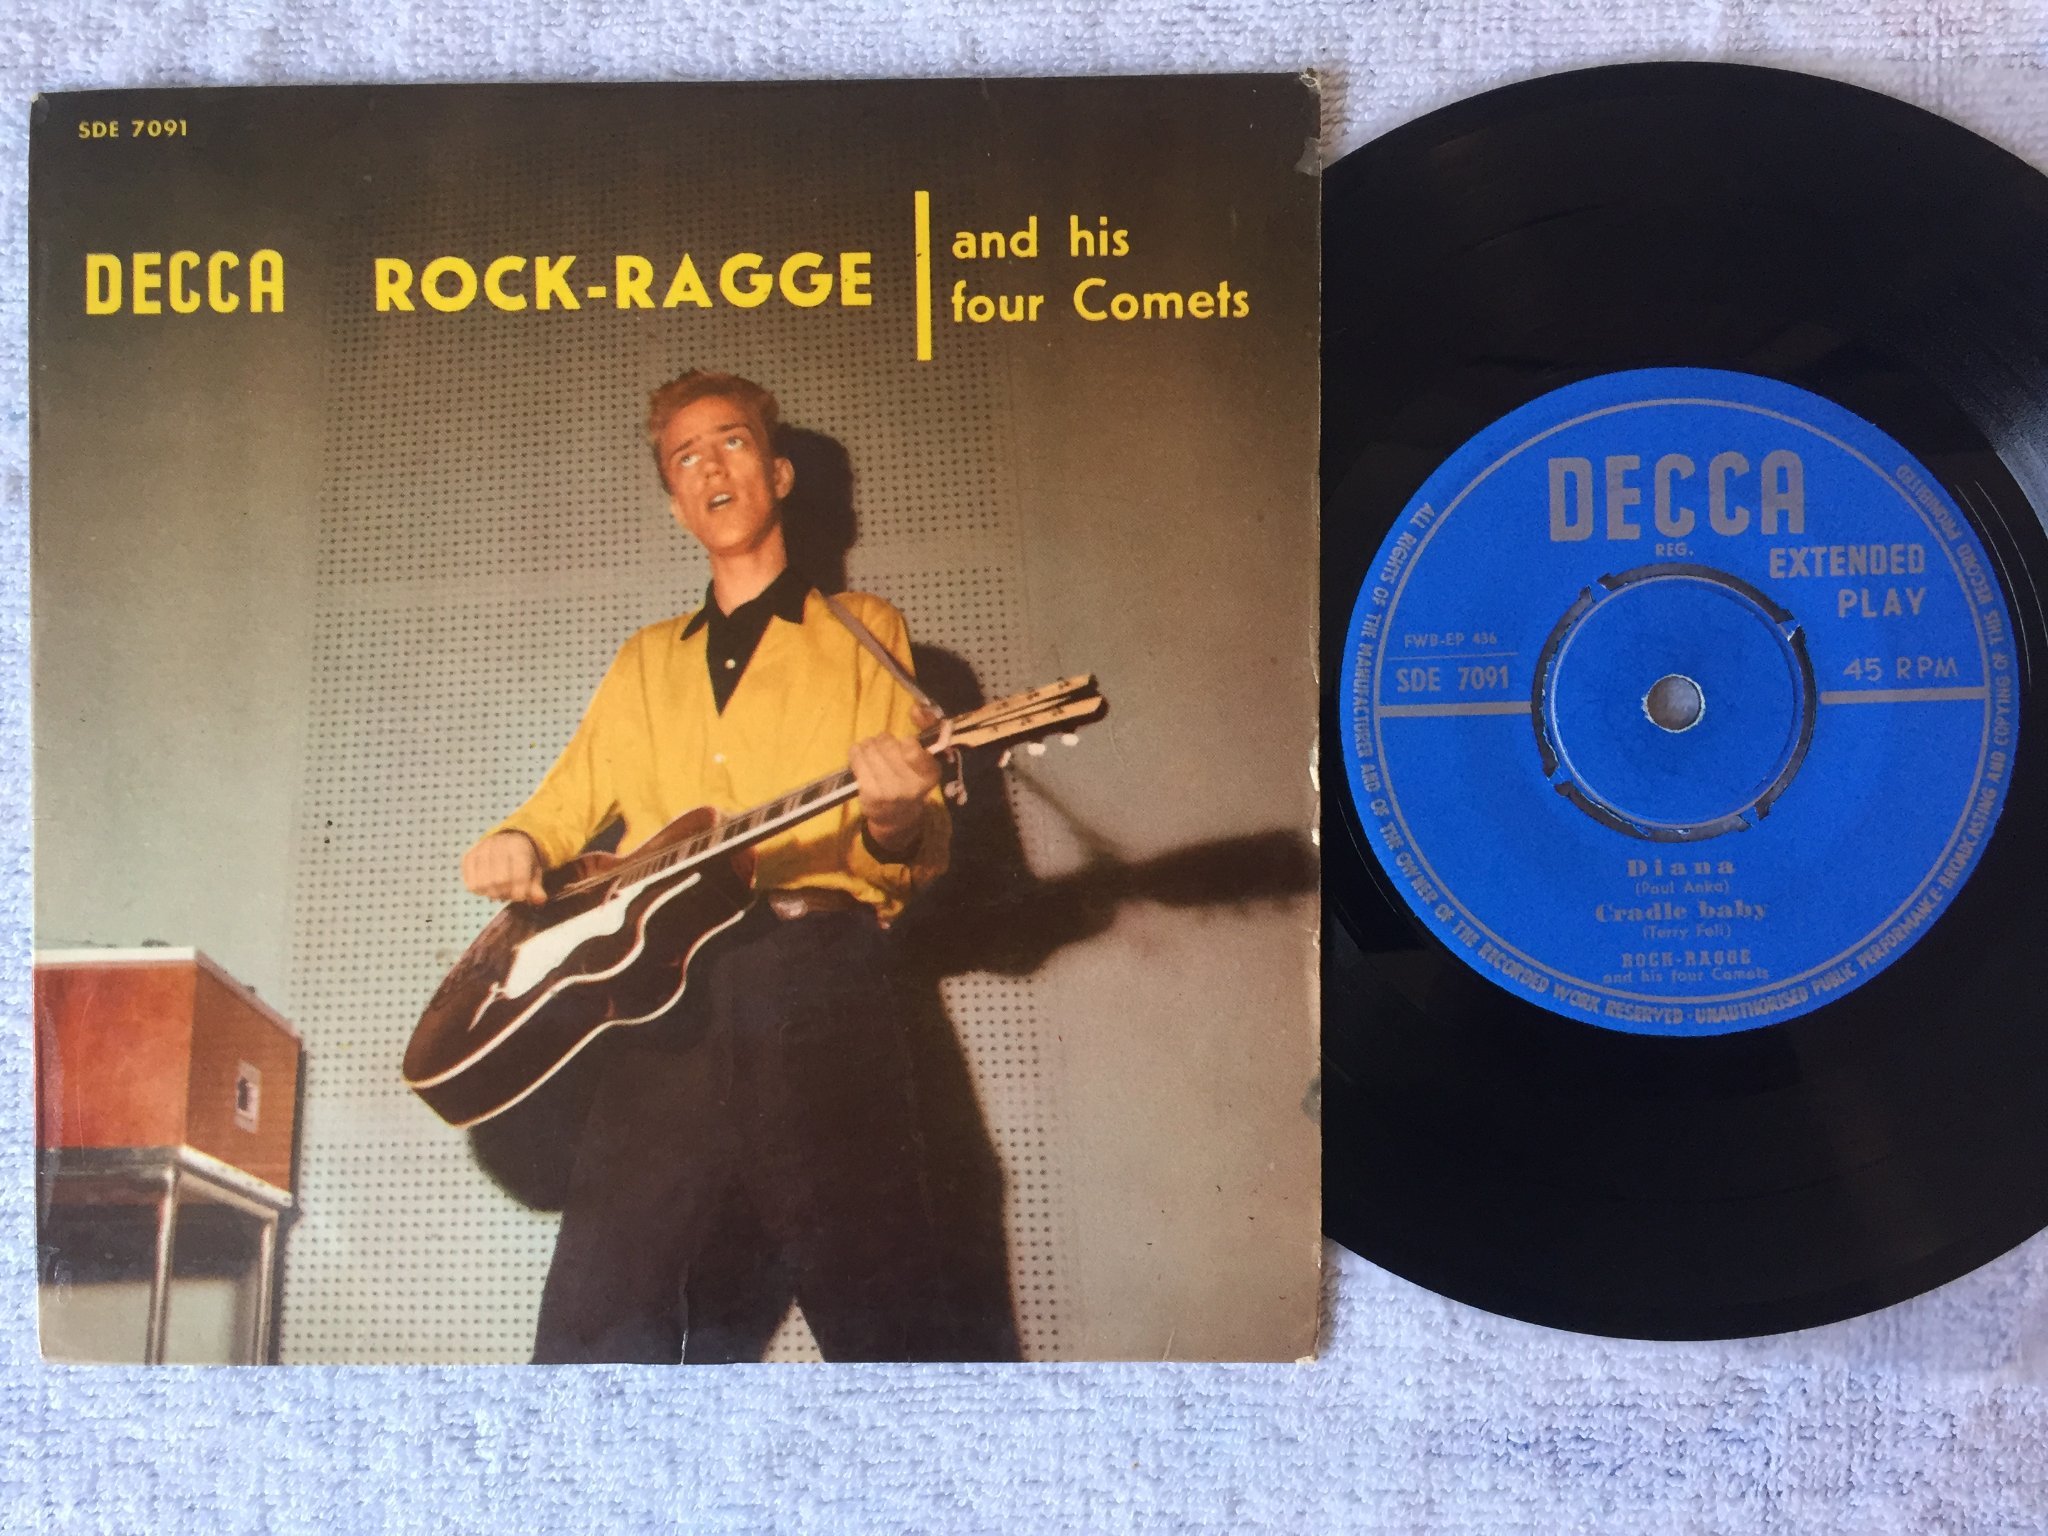 SDE 7091
DECCA ROCK-RAGGE
and his
four Comets
DECCA
REG.
EXTENDED
PLAY
FWB-EP 436
SDE 7091
45 RPM
Diana
(Paul Anka)
Cradle baby
(Terry Fell)
ROCK-RAGGE
and his four Comets
ALL RIGHTS OF THE MANUFACTURER AND OF THE OWNER OF THE RECORDED WORK RESERVED · UNAUTHORISED PUBLIC PERFORMANCE · BROADCASTING AND COPYING OF THIS RECORD PROHIBITED